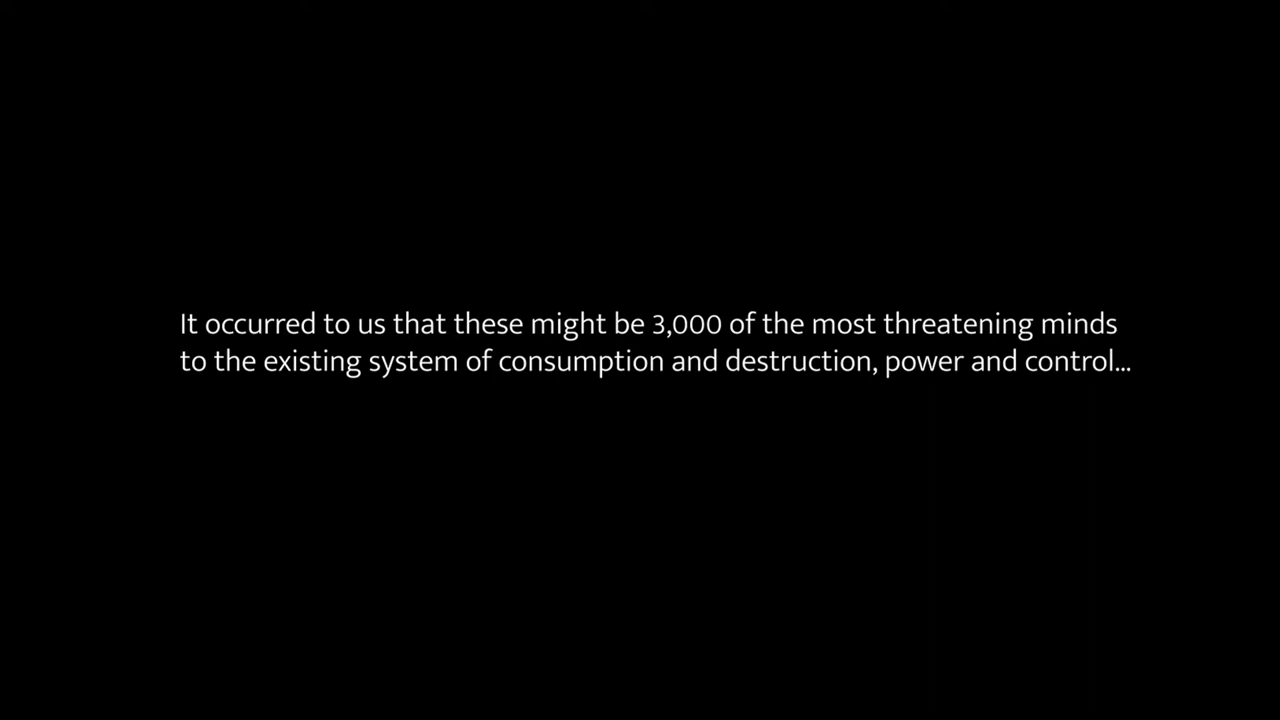 It occurred to us that these might be 3,000 of the most threatening minds
to the existing system of consumption and destruction, power and control...